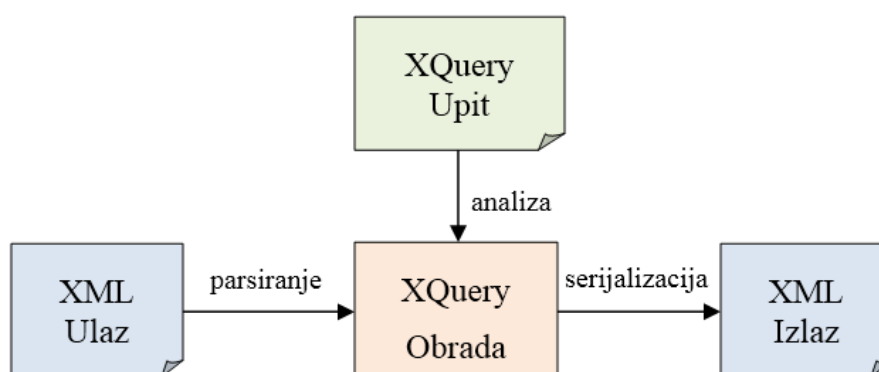 XQuery
Upit
analiza
XML
Ulaz
parsiranje
XQuery
Obrada
serijalizacija
XML
Izlaz